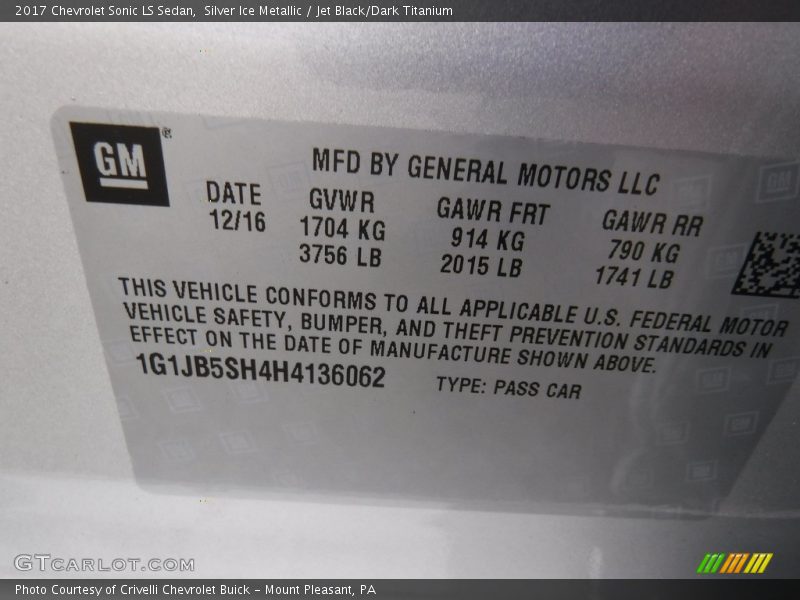 2017 Chevrolet Sonic LS Sedan, Silver Ice Metallic / Jet Black/Dark Titanium
GM®
MFD BY GENERAL MOTORS LLC
DATE GVWR GAWR FRT GAWR RR
12/16 1704 KG 914 KG 790 KG
3756 LB 2015 LB 1741 LB
THIS VEHICLE CONFORMS TO ALL APPLICABLE U.S. FEDERAL MOTOR
VEHICLE SAFETY, BUMPER, AND THEFT PREVENTION STANDARDS IN
EFFECT ON THE DATE OF MANUFACTURE SHOWN ABOVE.
1G1JB5SH4H4136062 TYPE: PASS CAR
GTCARLOT.COM
Photo Courtesy of Crivelli Chevrolet Buick - Mount Pleasant, PA